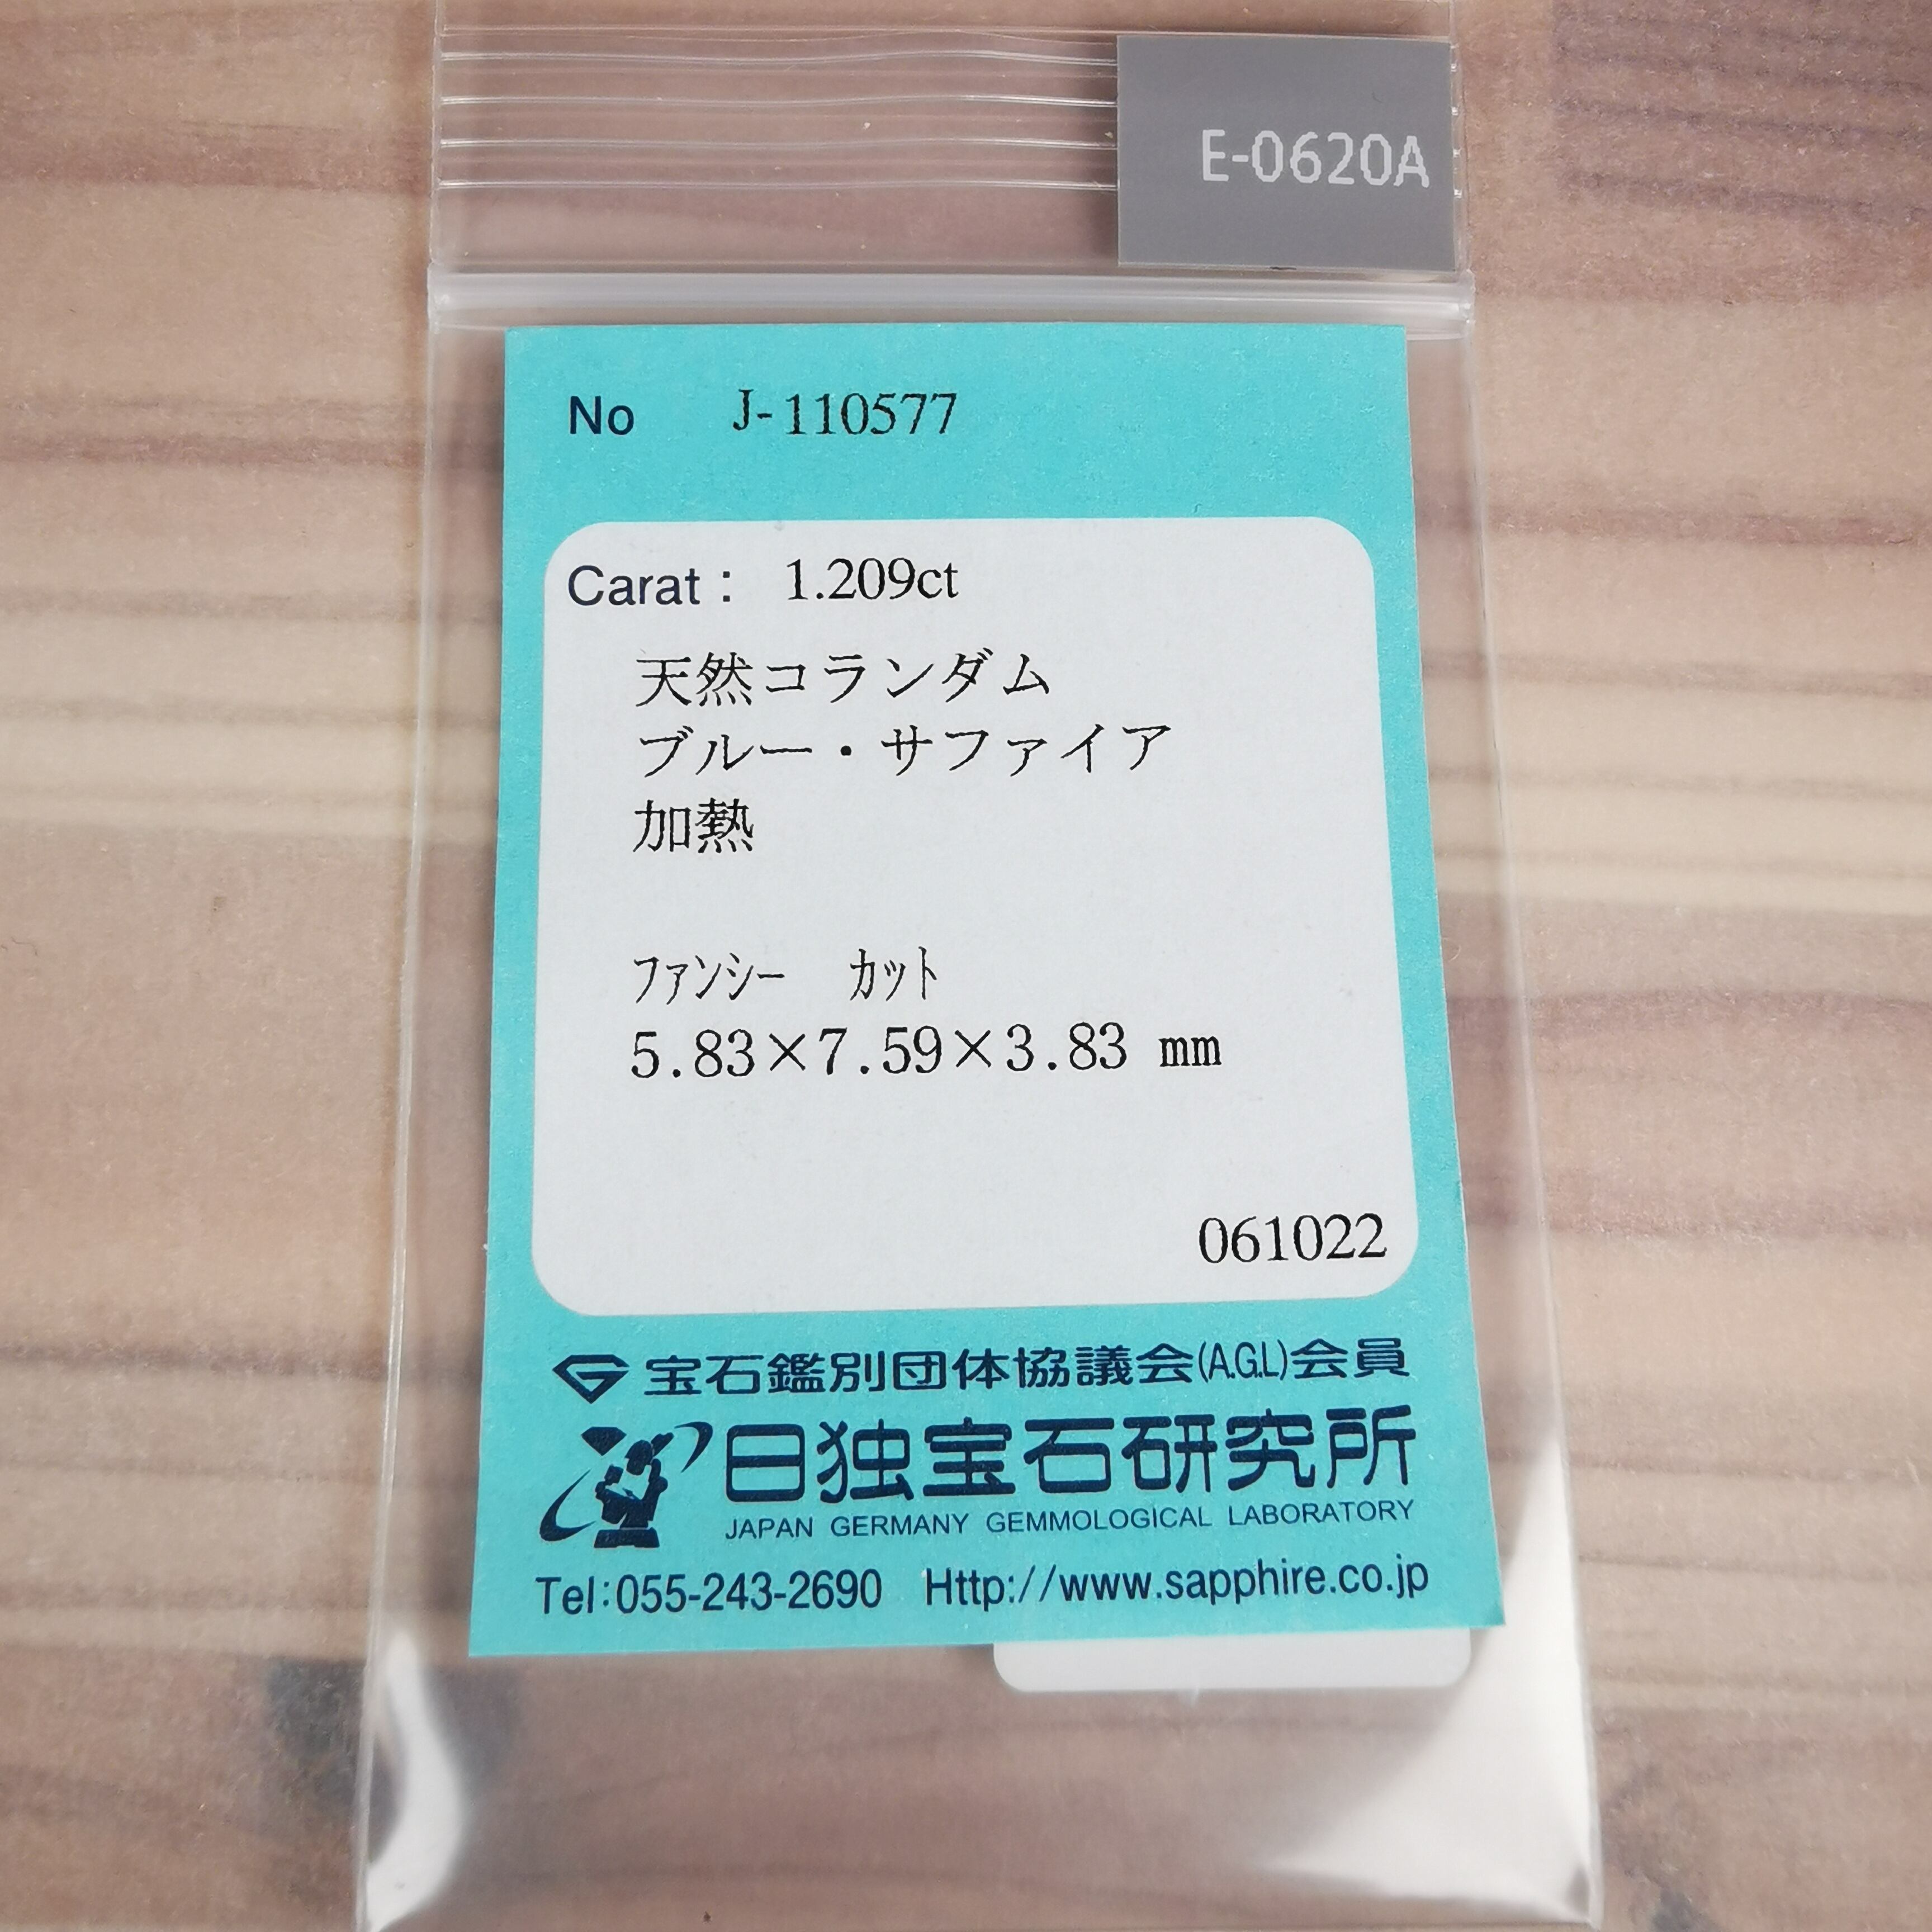 E-0620A
No J-110577
Carat : 1.209ct
天然コランダム
ブルー・サファイア
加熱
ﾌｧﾝｼｰ ｶｯﾄ
5.83×7.59×3.83 mm
061022
宝石鑑別団体協議会(A.G.L)会員
日独宝石研究所
JAPAN GERMANY GEMMOLOGICAL LABORATORY
Tel:055-243-2690 Http://www.sapphire.co.jp